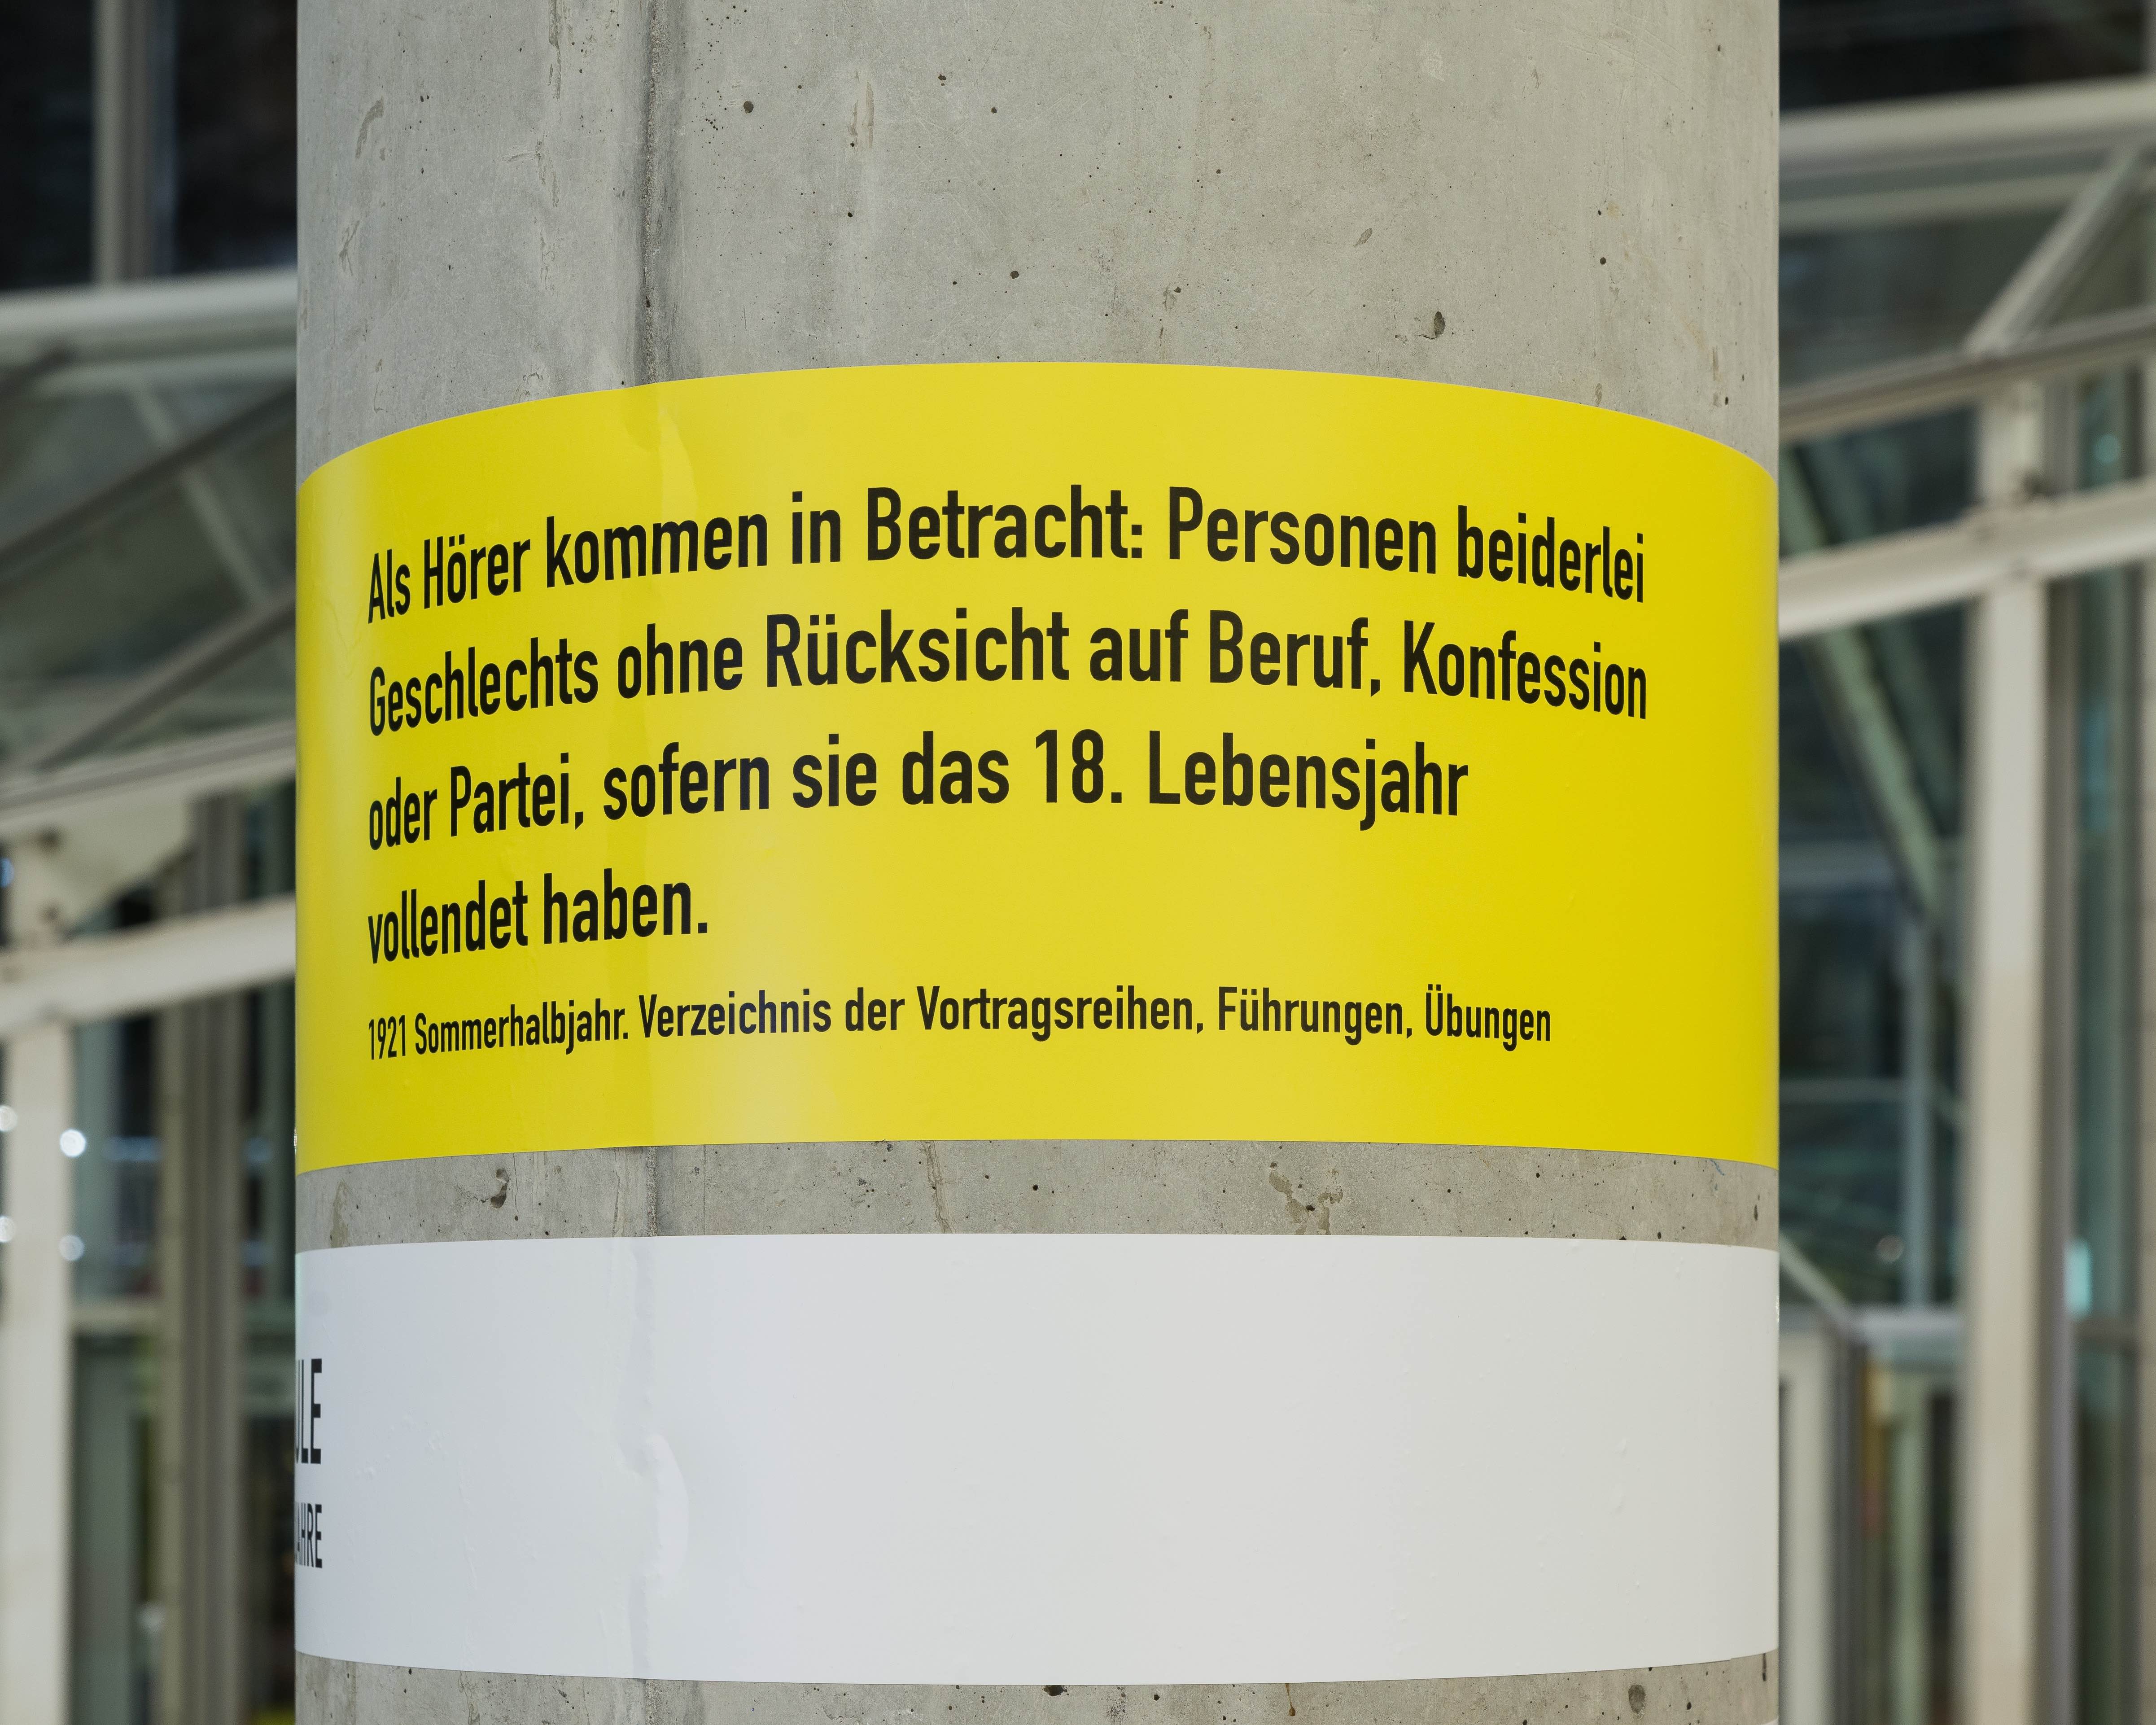 Als Hörer kommen in Betracht: Personen beiderlei
Geschlechts ohne Rücksicht auf Beruf, Konfession
oder Partei, sofern sie das 18. Lebensjahr
vollendet haben.
1921 Sommerhalbjahr. Verzeichnis der Vortragsreihen, Führungen, Übungen